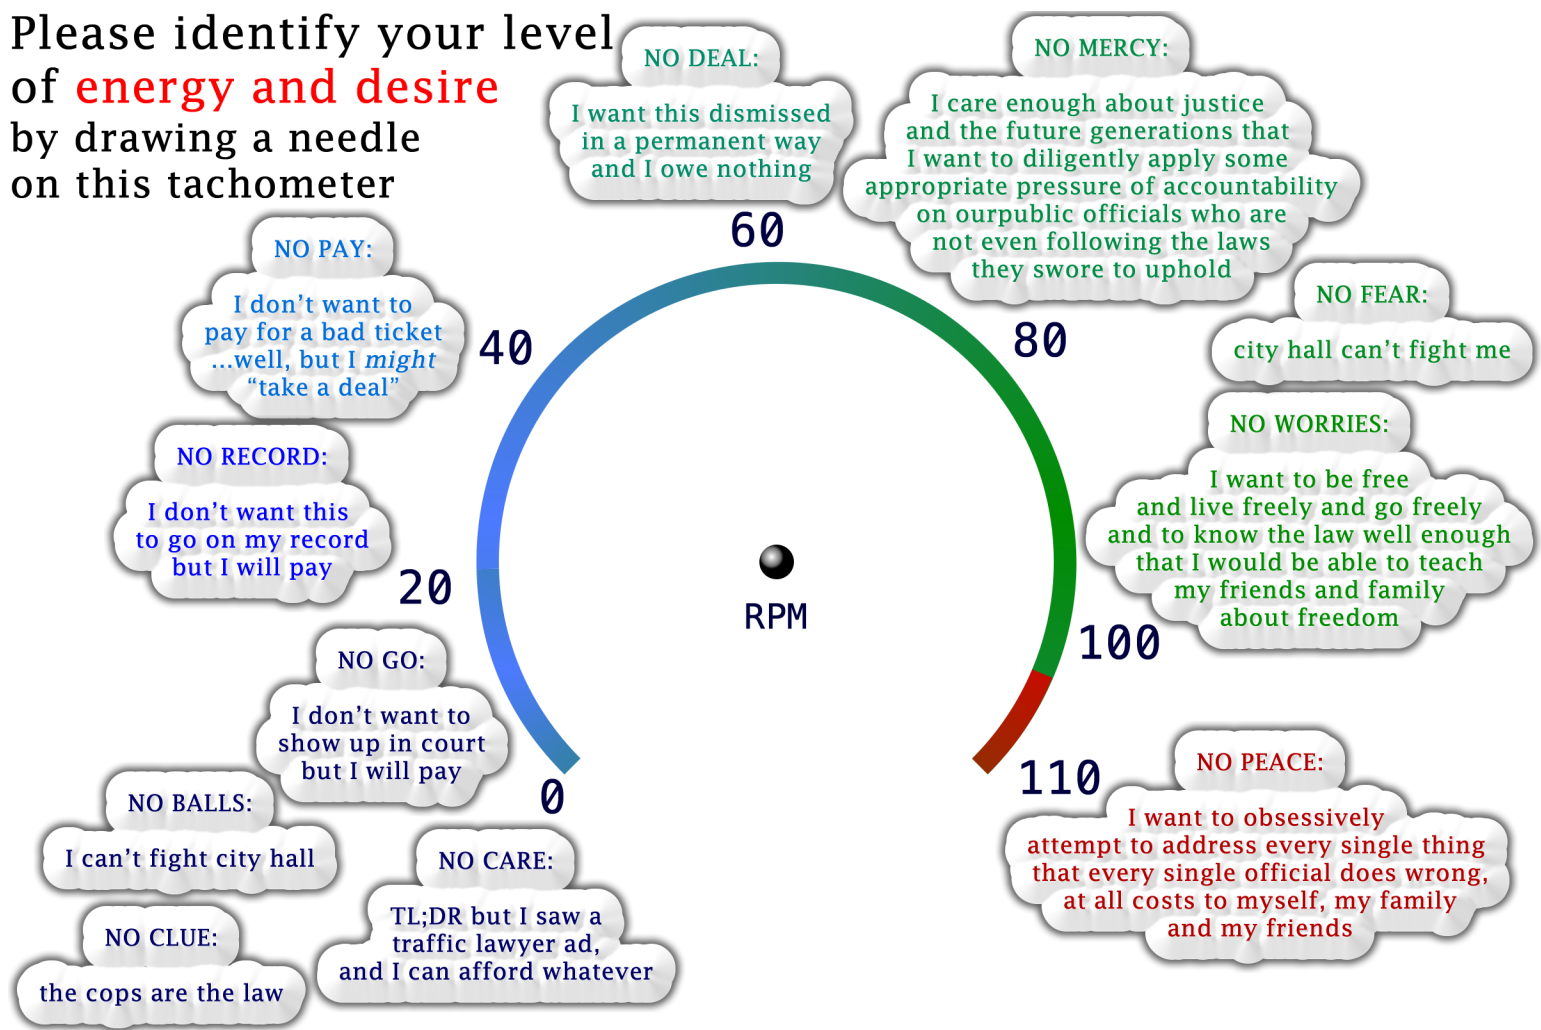 Please identify your level
of energy and desire
by drawing a needle
on this tachometer
NO DEAL:
I want this dismissed
in a permanent way
and I owe nothing
NO MERCY:
I care enough about justice
and the future generations that
I want to diligently apply some
appropriate pressure of accountability
on ourpublic officials who are
not even following the laws
they swore to uphold
NO PAY:
I don’t want to
pay for a bad ticket
...well, but I might
“take a deal”
60
40
80
NO FEAR:
city hall can’t fight me
NO RECORD:
I don’t want this
to go on my record
but I will pay
NO WORRIES:
I want to be free
and live freely and go freely
and to know the law well enough
that I would be able to teach
my friends and family
about freedom
20
RPM
100
NO GO:
I don’t want to
show up in court
but I will pay
0
110
NO BALLS:
I can’t fight city hall
NO CARE:
TL;DR but I saw a
traffic lawyer ad,
and I can afford whatever
NO CLUE:
the cops are the law
NO PEACE:
I want to obsessively
attempt to address every single thing
that every single official does wrong,
at all costs to myself, my family
and my friends